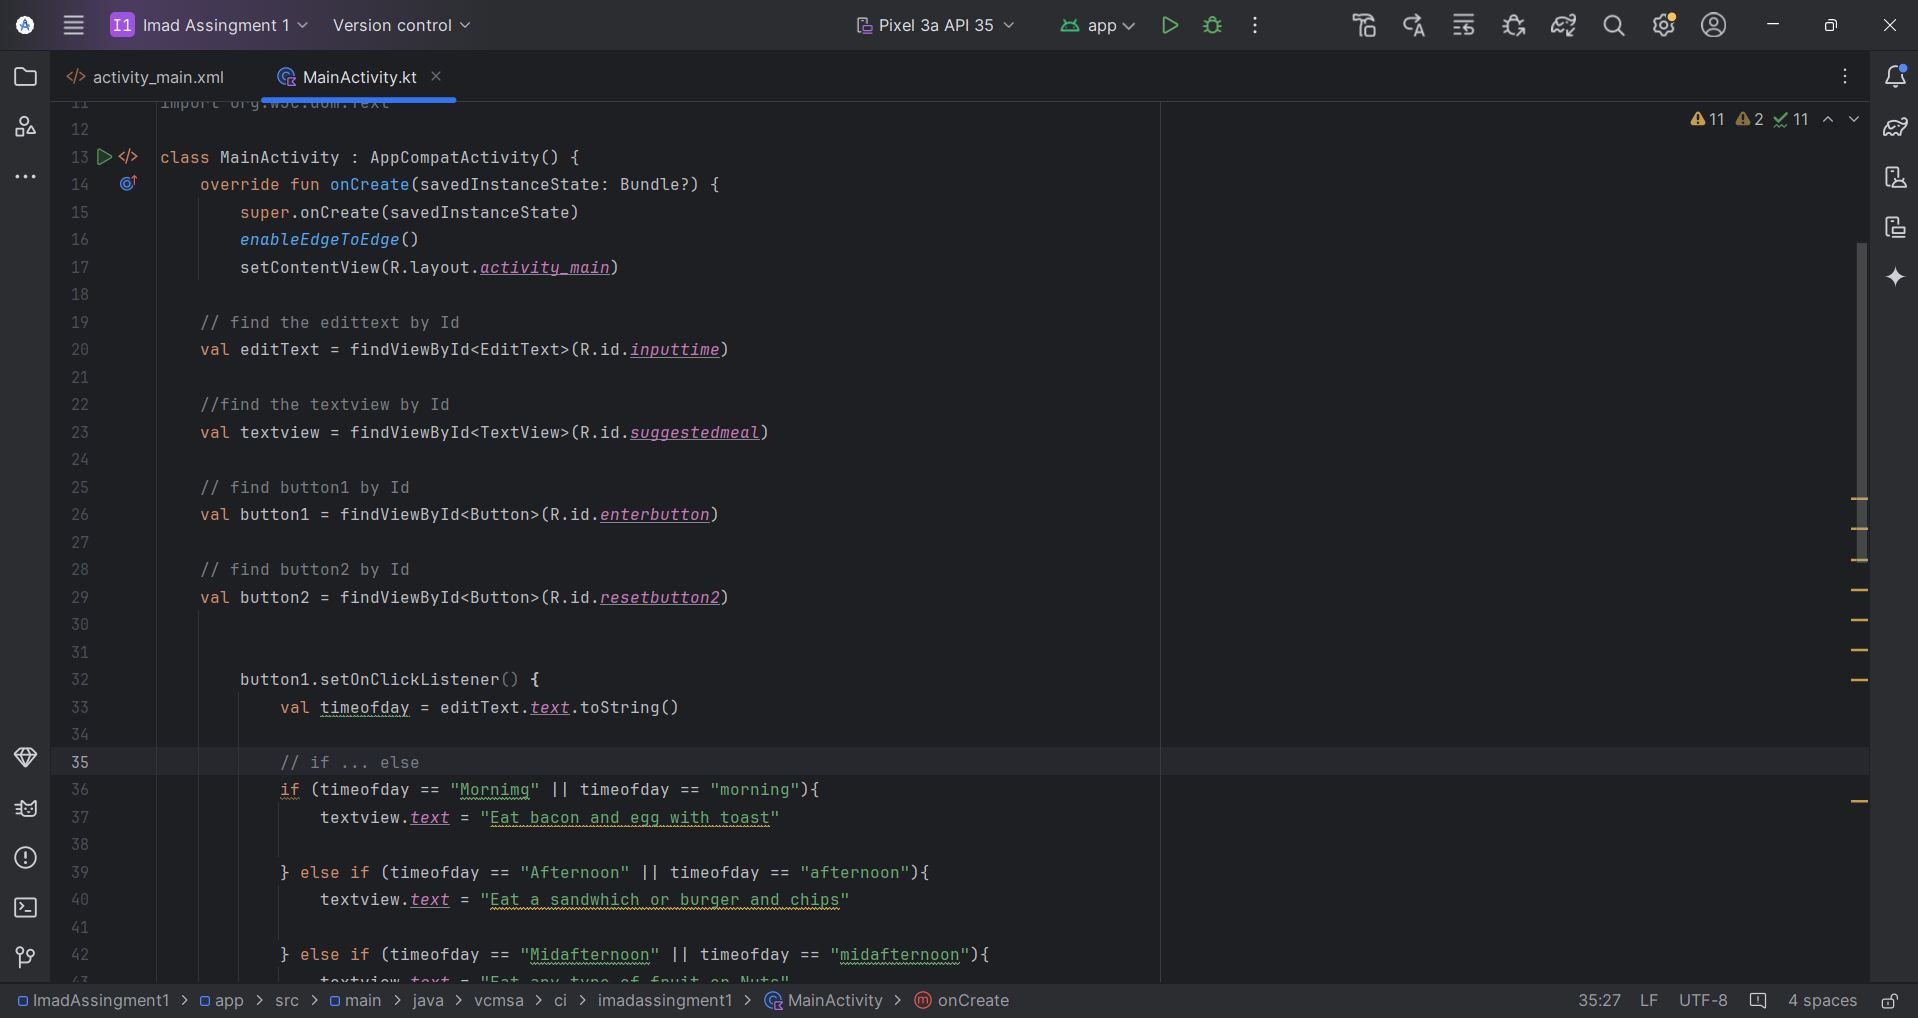 I1 Imad Assingment 1 Version control Pixel 3a API 35 app
activity_main.xml MainActivity.kt
11 import org.w3c.dom.Text
11 2 11
12
13 class MainActivity : AppCompatActivity() {
14 override fun onCreate(savedInstanceState: Bundle?) {
15 super.onCreate(savedInstanceState)
16 enableEdgeToEdge()
17 setContentView(R.layout.activity_main)
18
19 // find the edittext by Id
20 val editText = findViewById<EditText>(R.id.inputtime)
21
22 //find the textview by Id
23 val textview = findViewById<TextView>(R.id.suggestedmeal)
24
25 // find button1 by Id
26 val button1 = findViewById<Button>(R.id.enterbutton)
27
28 // find button2 by Id
29 val button2 = findViewById<Button>(R.id.resetbutton2)
30
31
32 button1.setOnClickListener() {
33 val timeofday = editText.text.toString()
34
35 // if ... else
36 if (timeofday == "Mornimg" || timeofday == "morning"){
37 textview.text = "Eat bacon and egg with toast"
38
39 } else if (timeofday == "Afternoon" || timeofday == "afternoon"){
40 textview.text = "Eat a sandwhich or burger and chips"
41
42 } else if (timeofday == "Midafternoon" || timeofday == "midafternoon"){
43 textview.text = "Eat any type of fruit or Nuts"
ImadAssingment1 > app > src > main > java > vcmsa > ci > imadassingment1 > MainActivity > onCreate 35:27 LF UTF-8 4 spaces